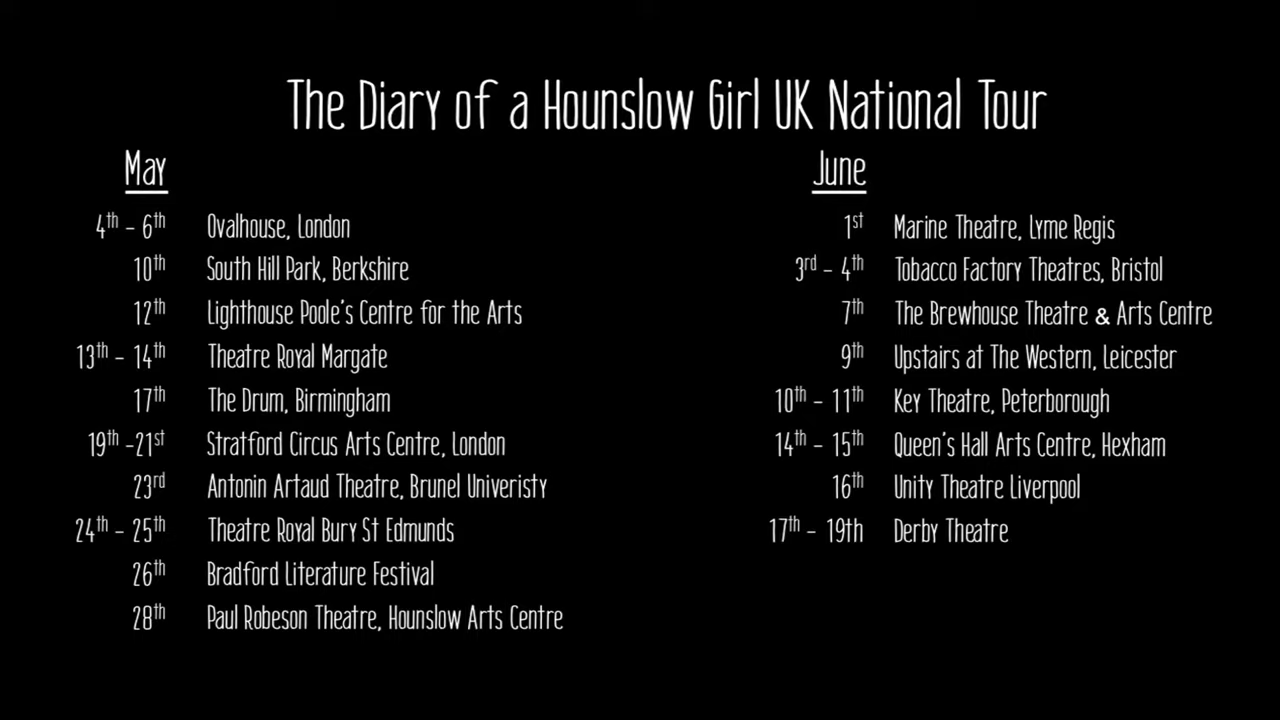 The Diary of a Hounslow Girl UK National Tour
May
4th - 6th Ovalhouse, London
10th South Hill Park, Berkshire
12th Lighthouse Poole's Centre for the Arts
13th - 14th Theatre Royal Margate
17th The Drum, Birmingham
19th -21st Stratford Circus Arts Centre, London
23rd Antonin Artaud Theatre, Brunel Univeristy
24th - 25th Theatre Royal Bury St Edmunds
26th Bradford Literature Festival
28th Paul Robeson Theatre, Hounslow Arts Centre
June
1st Marine Theatre, Lyme Regis
3rd - 4th Tobacco Factory Theatres, Bristol
7th The Brewhouse Theatre & Arts Centre
9th Upstairs at The Western, Leicester
10th - 11th Key Theatre, Peterborough
14th - 15th Queen's Hall Arts Centre, Hexham
16th Unity Theatre Liverpool
17th - 19th Derby Theatre